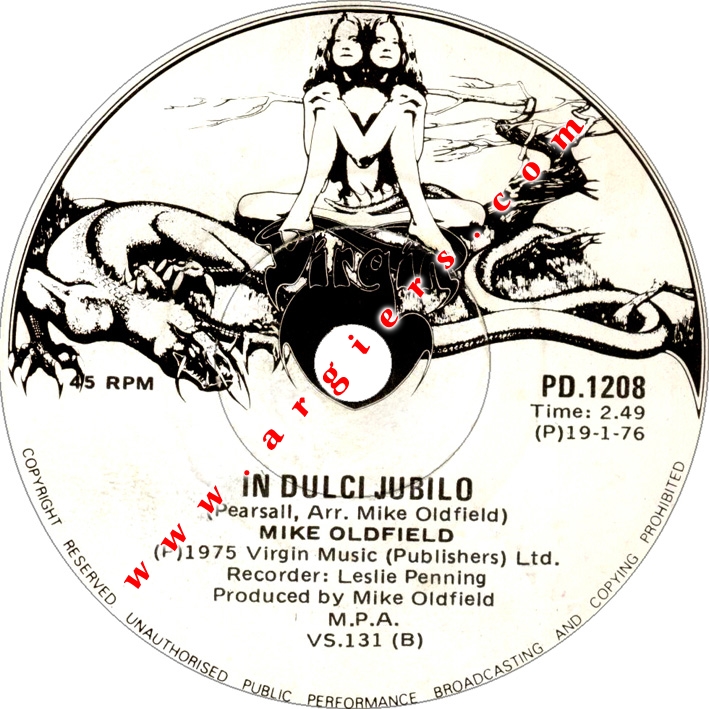 Virgin
45 RPM
PD.1208
Time: 2.49
(P)19-1-76
IN DULCI JUBILO
(Pearsall, Arr. Mike Oldfield)
MIKE OLDFIELD
(P)1975 Virgin Music (Publishers) Ltd.
Recorder: Leslie Penning
Produced by Mike Oldfield
M.P.A.
VS.131 (B)
COPYRIGHT RESERVED UNAUTHORISED PUBLIC PERFORMANCE BROADCASTING AND COPYING PROHIBITED
www.argiers.com